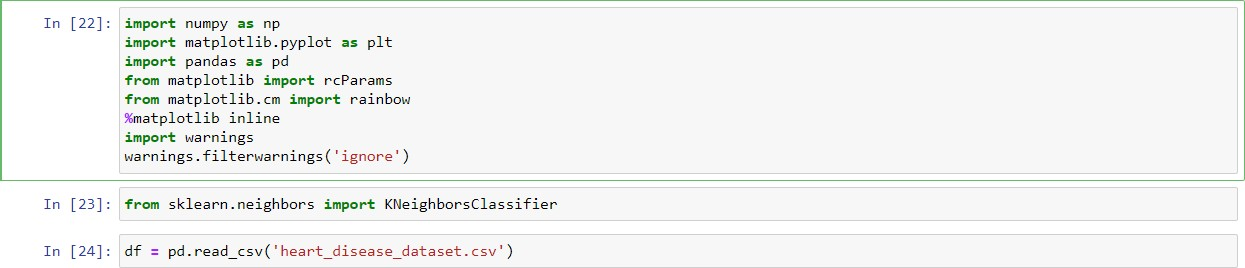 In [22]: import numpy as np
import matplotlib.pyplot as plt
import pandas as pd
from matplotlib import rcParams
from matplotlib.cm import rainbow
%matplotlib inline
import warnings
warnings.filterwarnings('ignore')
In [23]: from sklearn.neighbors import KNeighborsClassifier
In [24]: df = pd.read_csv('heart_disease_dataset.csv')